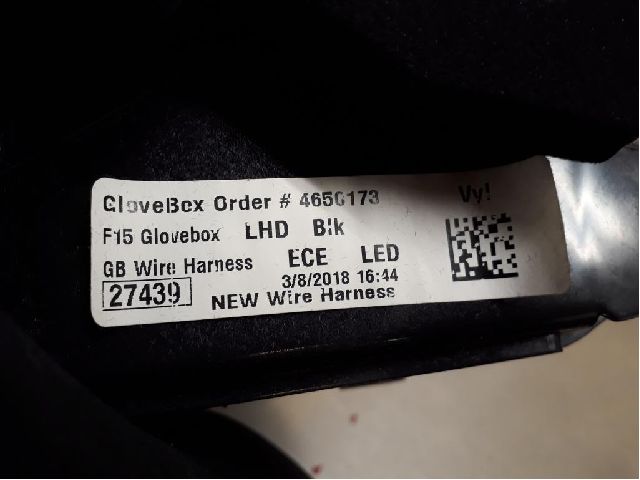 GloveBox Order # 4650173 Vy!
F15 Glovebox LHD Blk
GB Wire Harness ECE LED
3/8/2018 16:44
27439 NEW Wire Harness